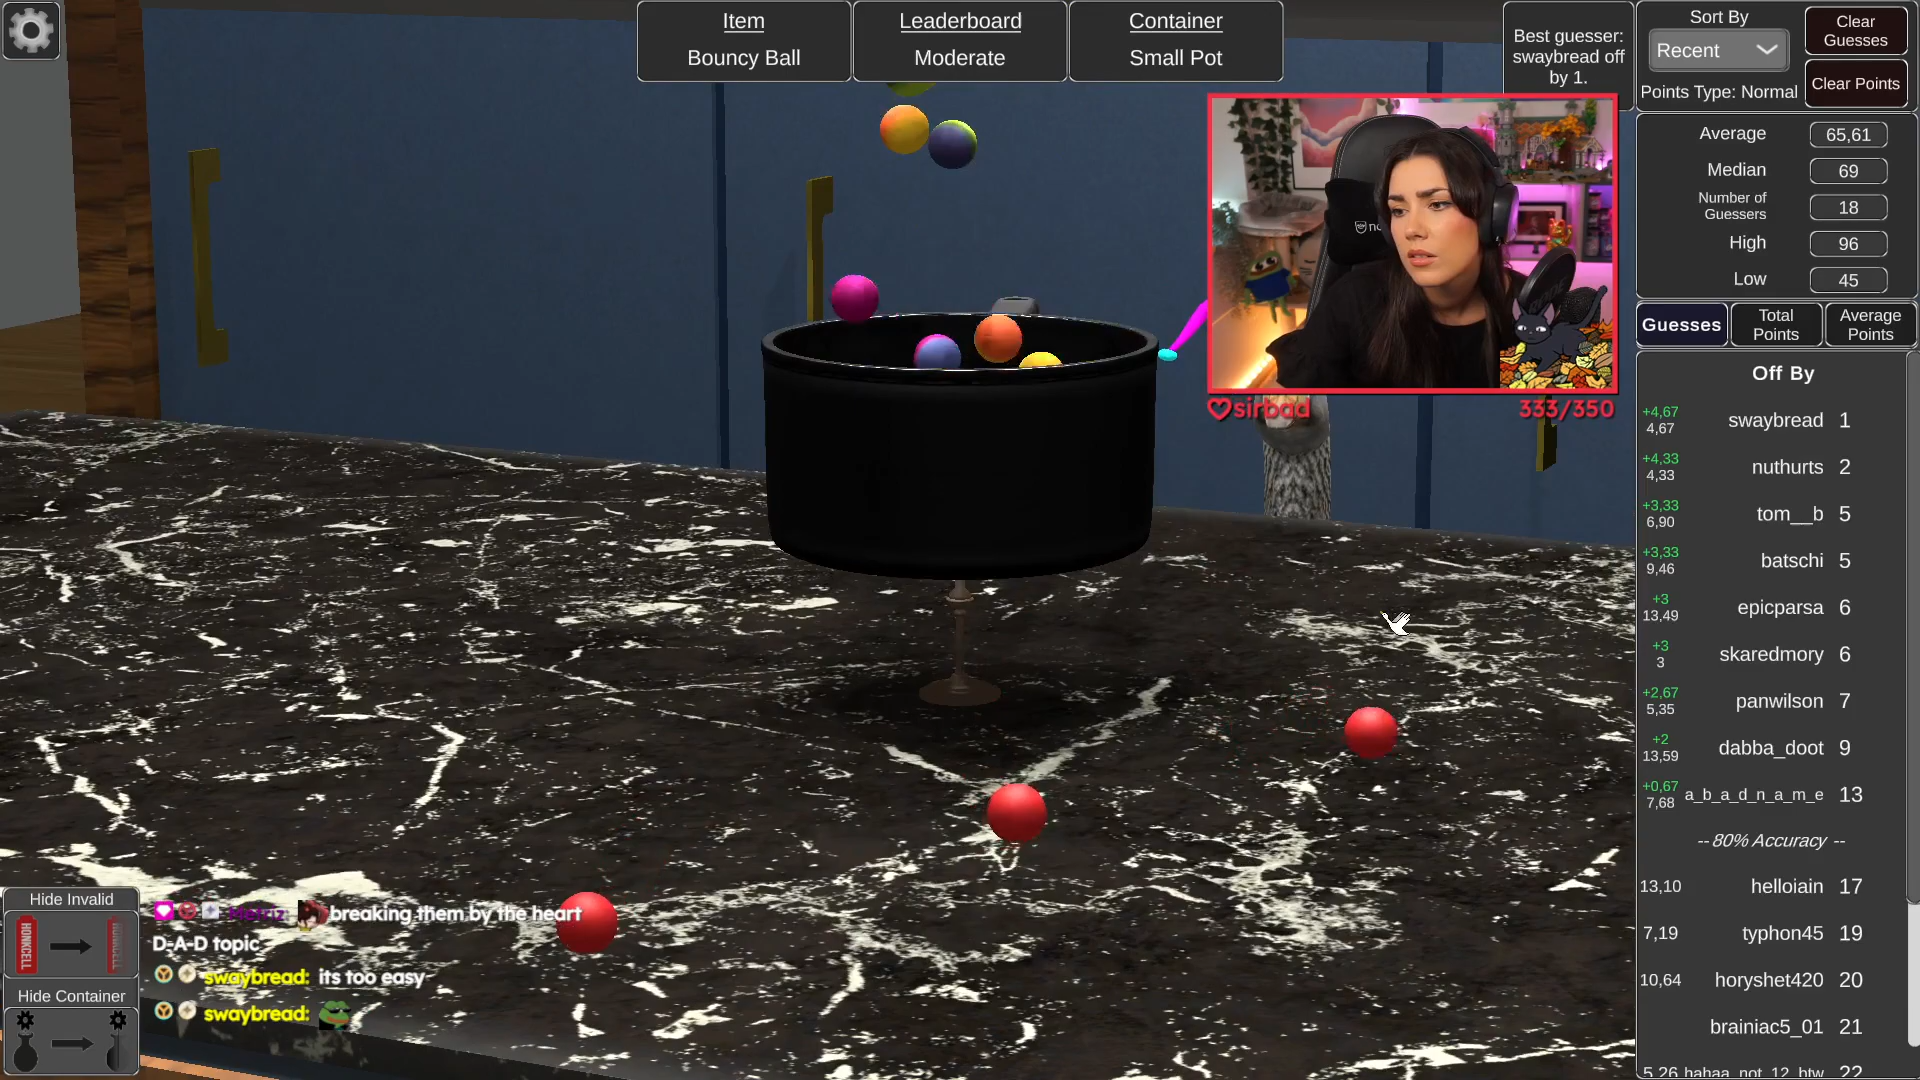 Item
Bouncy Ball
Leaderboard
Moderate
Container
Small Pot
Best guesser:
swaybread off
by 1.
Sort By
Recent
Points Type: Normal
Clear
Guesses
Clear Points
Average 65,61
Median 69
Number of
Guessers 18
High 96
Low 45
Guesses
Total
Points
Average
Points
Off By
+4,67
4,67 swaybread 1
+4,33
4,33 nuthurts 2
+3,33
6,90 tom__b 5
+3,33
9,46 batschi 5
+3
13,49 epicparsa 6
+3
3 skaredmory 6
+2,67
5,35 panwilson 7
+2
13,59 dabba_doot 9
+0,67
7,68 a_b_a_d_n_a_m_e 13
-- 80% Accuracy --
13,10 helloiain 17
7,19 typhon45 19
10,64 horyshet420 20
brainiac5_01 21
5,26 hahaa_not_12_btw 22
sirbad 333/350
Hide Invalid
HONKCELL
Hide Container
breaking them by the heart
D-A-D topic
swaybread: its too easy
swaybread: